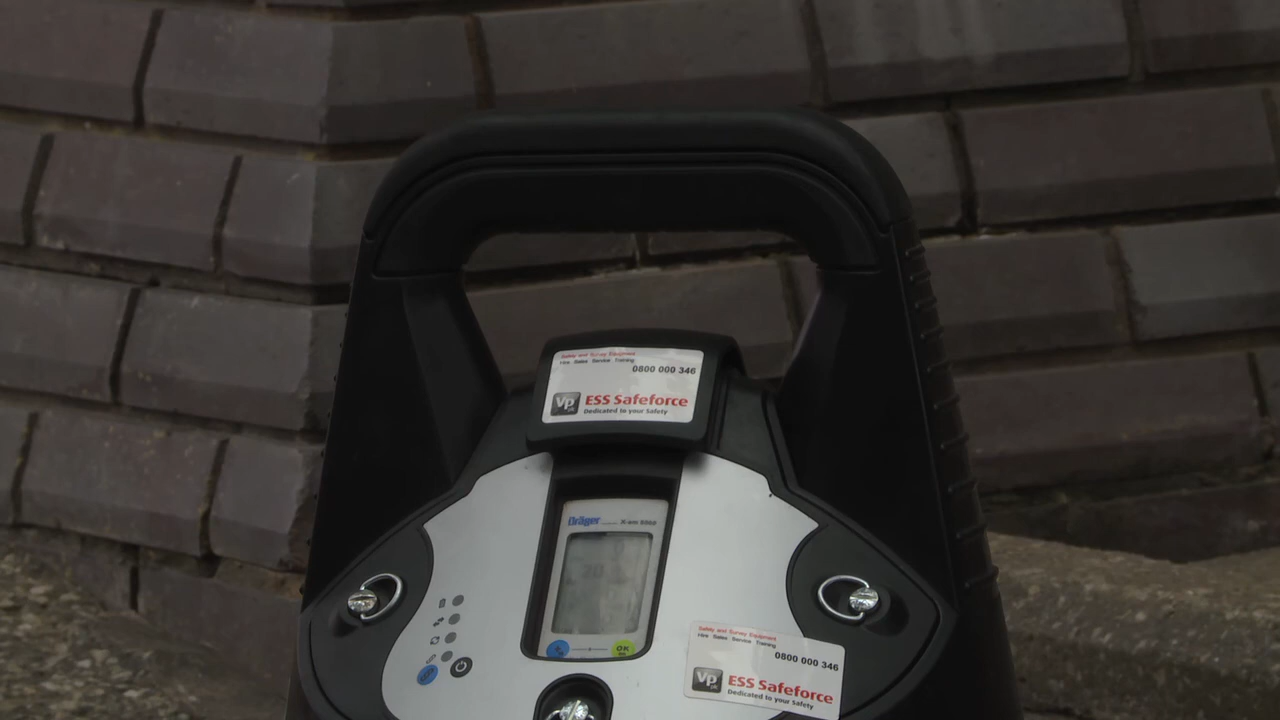 Safety and Survey Equipment
Hire Sales Service Training
0800 000 346
Vp plc
ESS Safeforce
Dedicated to your Safety
Dräger
OK
Safety and Survey Equipment
Hire Sales Service Training
0800 000 346
Vp plc
ESS Safeforce
Dedicated to your Safety